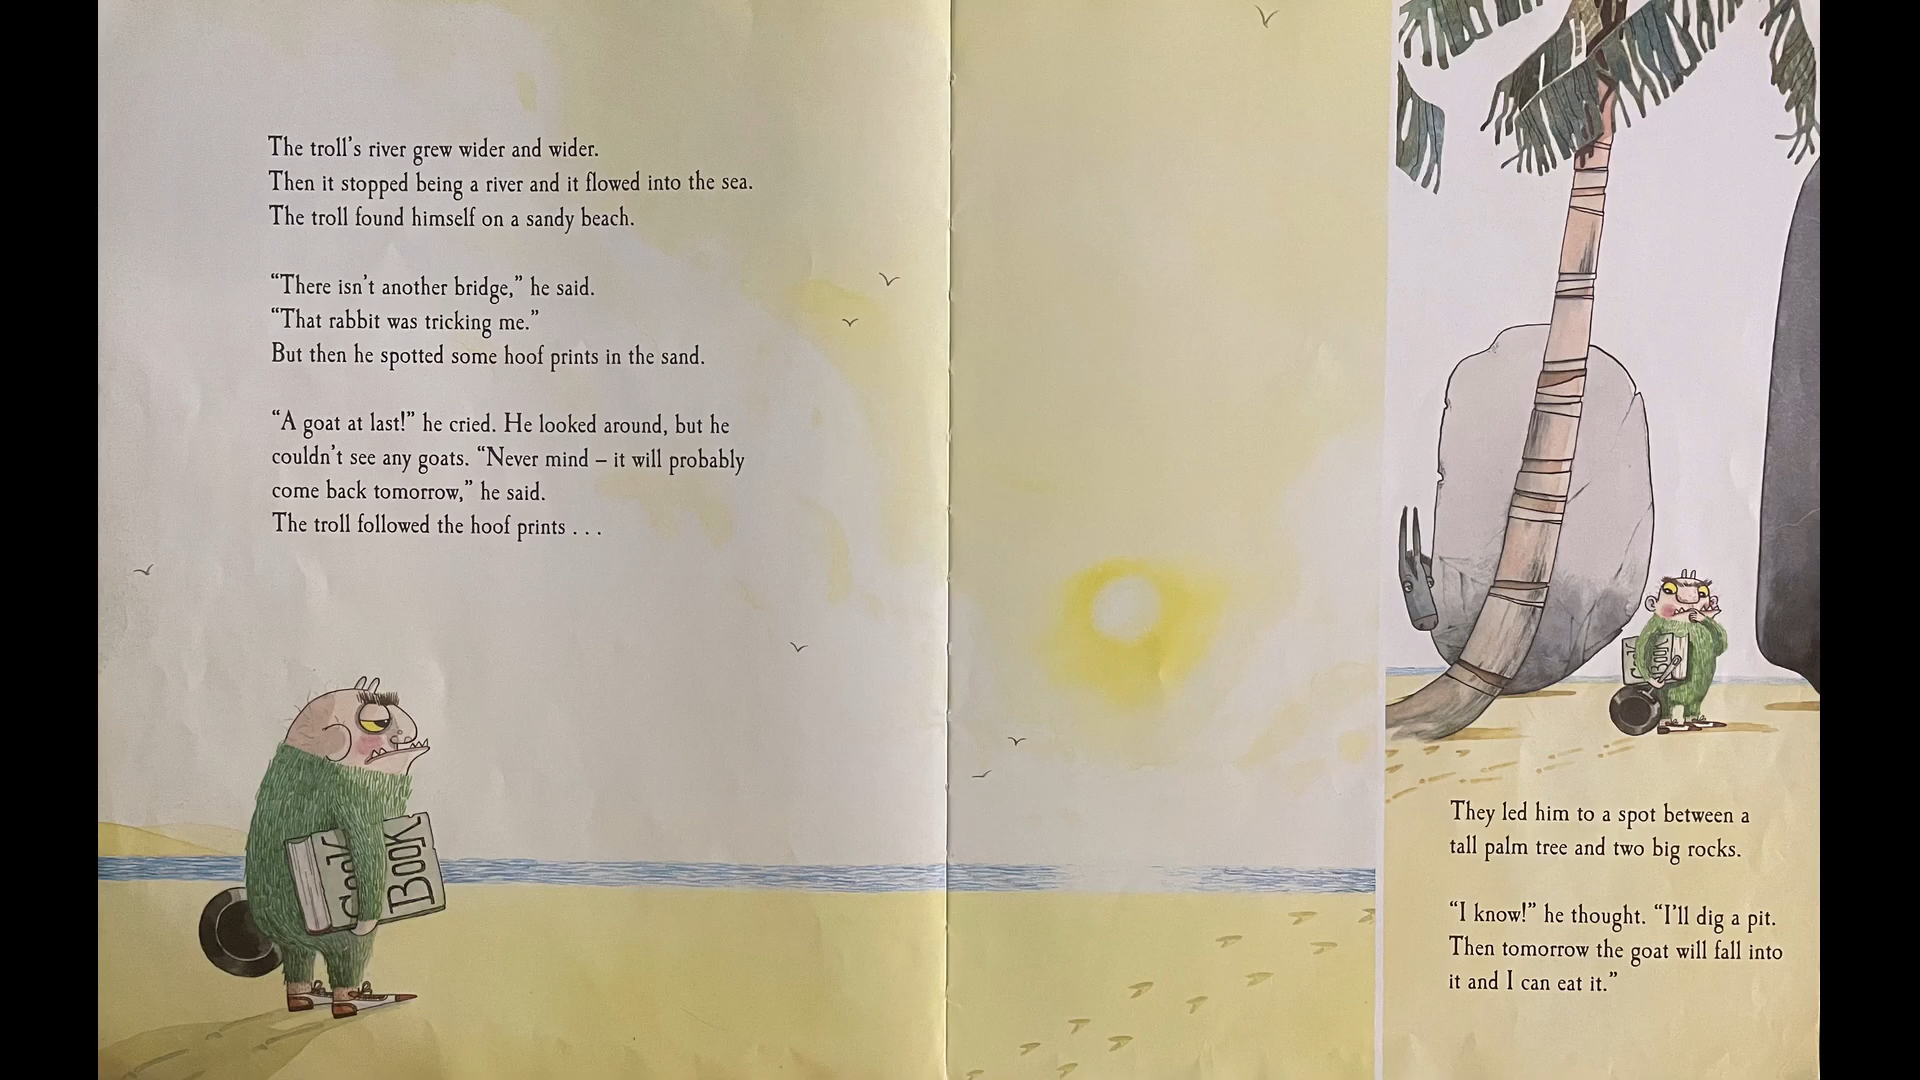 The troll's river grew wider and wider.
Then it stopped being a river and it flowed into the sea.
The troll found himself on a sandy beach.
“There isn't another bridge,” he said.
“That rabbit was tricking me.”
But then he spotted some hoof prints in the sand.
“A goat at last!” he cried. He looked around, but he
couldn't see any goats. “Never mind – it will probably
come back tomorrow,” he said.
The troll followed the hoof prints . . .
Cook
Book
Cook
Book
They led him to a spot between a
tall palm tree and two big rocks.
“I know!” he thought. “I'll dig a pit.
Then tomorrow the goat will fall into
it and I can eat it.”